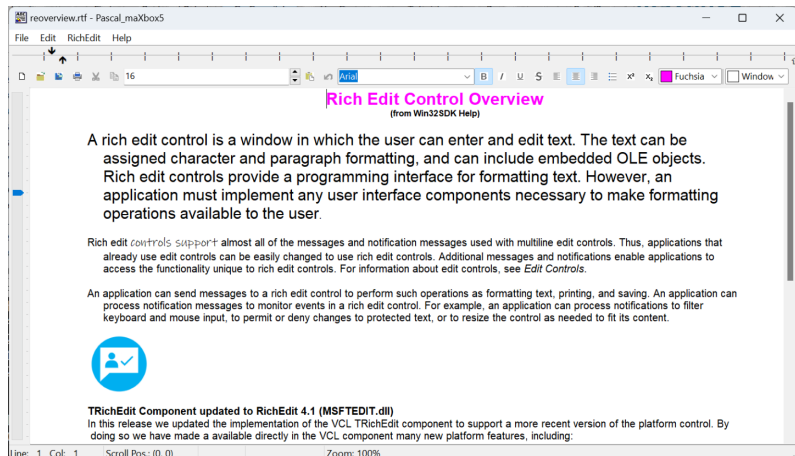 reoverview.rtf - Pascal_maXbox5
File Edit RichEdit Help
16 Arial B I U S X² X₂ Fuchsia Window
Rich Edit Control Overview
(from Win32SDK Help)
A rich edit control is a window in which the user can enter and edit text. The text can be
assigned character and paragraph formatting, and can include embedded OLE objects.
Rich edit controls provide a programming interface for formatting text. However, an
application must implement any user interface components necessary to make formatting
operations available to the user.
Rich edit controls support almost all of the messages and notification messages used with multiline edit controls. Thus, applications that
already use edit controls can be easily changed to use rich edit controls. Additional messages and notifications enable applications to
access the functionality unique to rich edit controls. For information about edit controls, see Edit Controls.
An application can send messages to a rich edit control to perform such operations as formatting text, printing, and saving. An application can
process notification messages to monitor events in a rich edit control. For example, an application can process notifications to filter
keyboard and mouse input, to permit or deny changes to protected text, or to resize the control as needed to fit its content.
TRichEdit Component updated to RichEdit 4.1 (MSFTEDIT.dll)
In this release we updated the implementation of the VCL TRichEdit component to support a more recent version of the platform control. By
doing so we have made a available directly in the VCL component many new platform features, including:
Line: 1 Col: 1 Scroll Pos.: (0, 0) Zoom: 100%